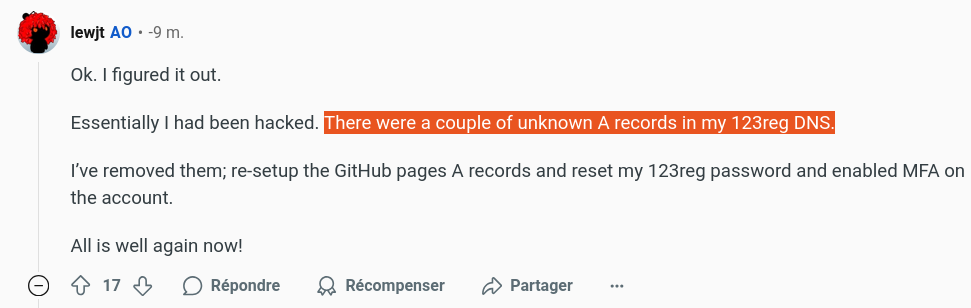 lewjt AO • -9 m.
Ok. I figured it out.
Essentially I had been hacked. There were a couple of unknown A records in my 123reg DNS.
I’ve removed them; re-setup the GitHub pages A records and reset my 123reg password and enabled MFA on
the account.
All is well again now!
17 Répondre Récompenser Partager ...